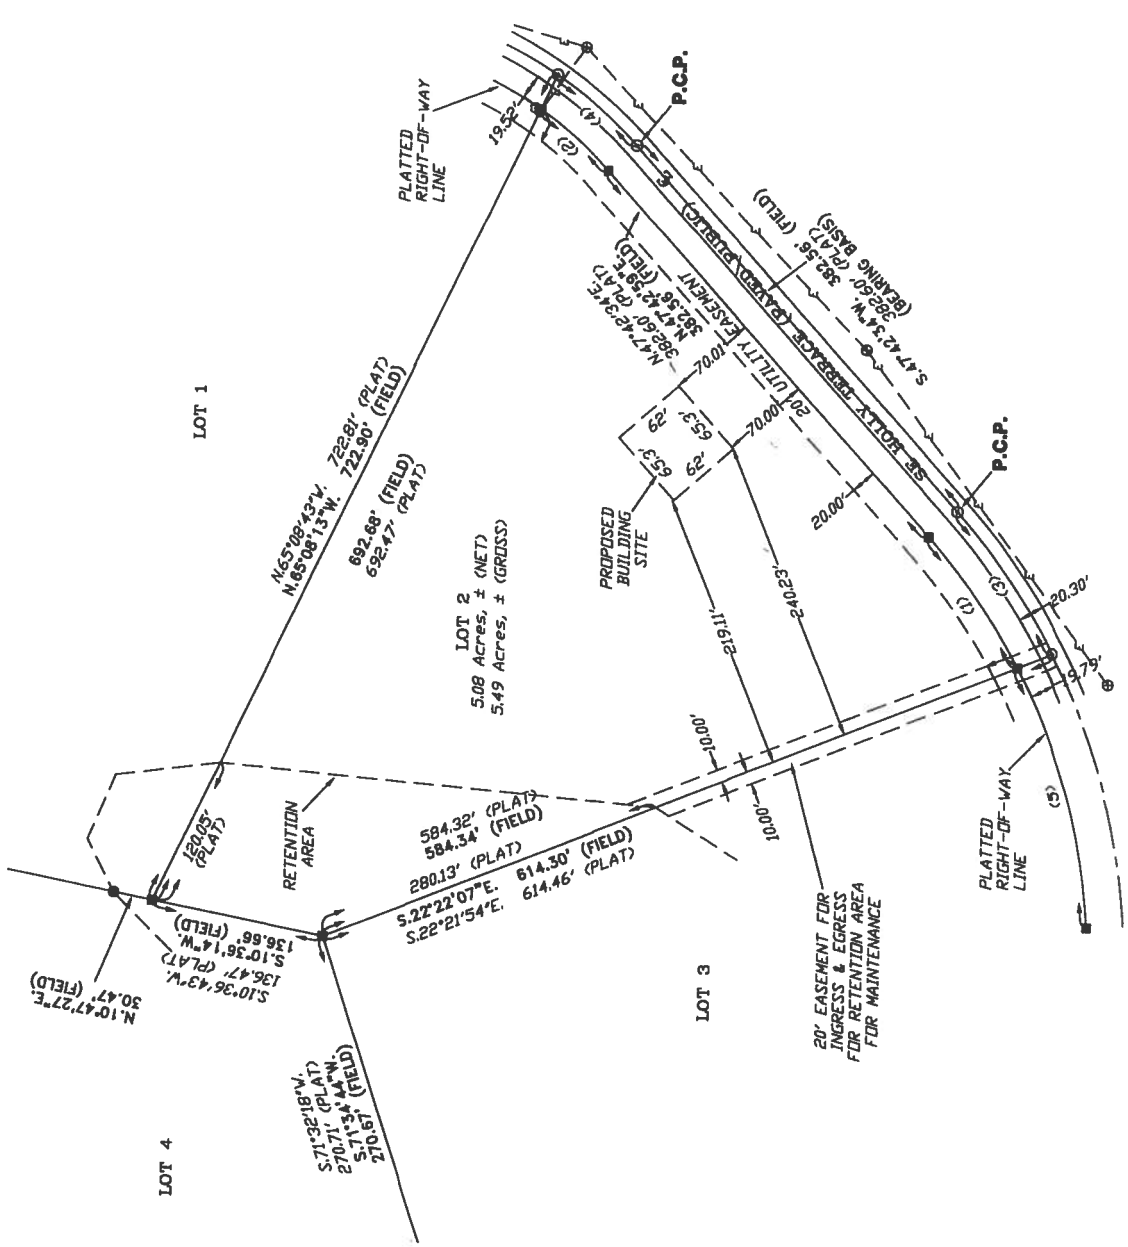 PLATTED
RIGHT-OF-WAY
LINE
19.52'
(2)
(4)
P.C.P.
LOT 1
N.65°08'43"W.   722.81' (PLAT)
N.65°08'13"W.   722.90' (FIELD)
692.68' (FIELD)
692.47' (PLAT)
N.47°42'34"E.
382.60' (PLAT)
N.47°42'59"E.
382.56' (FIELD)
20' UTILITY EASEMENT
SE HOLLY TERRACE (PAVED\PUBLIC)
℄
382.56' (FIELD)
382.60' (PLAT)
S.47°42'34"W.
(BEARING BASIS)
62'
65.3'
65.3'
62'
70.01'
70.00'
20.00'
PROPOSED
BUILDING
SITE
LOT 2
5.08 Acres, ± (NET)
5.49 Acres, ± (GROSS)
219.11'
240.23'
P.C.P.
(1)
(3)
20.30'
19.79'
10.00'
10.00'
120.05'
(PLAT)
RETENTION
AREA
584.32' (PLAT)
584.34' (FIELD)
280.13' (PLAT)
S.22°22'07"E.   614.30' (FIELD)
S.22°21'54"E.   614.46' (PLAT)
PLATTED
RIGHT-OF-WAY
LINE
(5)
20' EASEMENT FOR
INGRESS & EGRESS
FOR RETENTION AREA
FOR MAINTENANCE
LOT 3
N.10°47'27"E.
30.47' (FIELD)
S.10°36'43"W.
136.47' (PLAT)
S.10°36'14"W.
136.66' (FIELD)
S.71°32'18"W.
270.71' (PLAT)
S.71°34'44"W.
270.67' (FIELD)
LOT 4